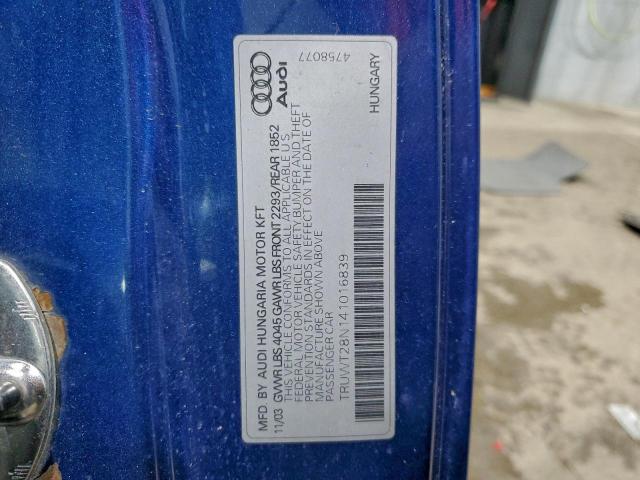 Audi
4758077
MFD BY AUDI HUNGARIA MOTOR KFT
11/03 GVWR LBS 4045 GAWR LBS FRONT 2293/REAR 1852
THIS VEHICLE CONFORMS TO ALL APPLICABLE U S
FEDERAL MOTOR VEHICLE SAFETY BUMPER AND THEFT
PREVENTION STANDARDS IN EFFECT ON THE DATE OF
MANUFACTURE SHOWN ABOVE
PASSENGER CAR
TRUWT28N141016839
HUNGARY